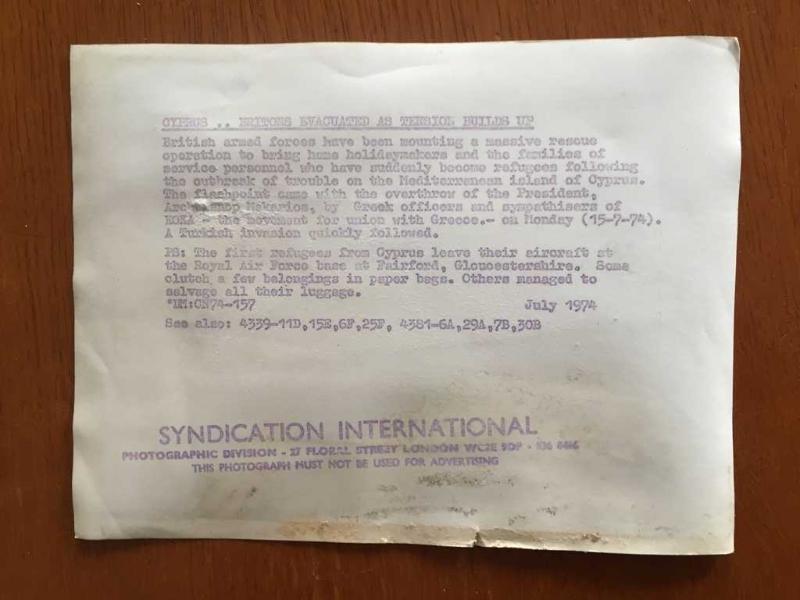 CYPRUS .. BRITONS EVACUATED AS TENSION BUILDS UP
British armed forces have been mounting a massive rescue
operation to bring home holidaymakers and the families of
service personnel who have suddenly become refugees following
the outbreak of trouble on the Mediterranean island of Cyprus.
The flashpoint came with the overthrow of the President,
Archbishop Makarios, by Greek officers and sympathisers of
EOKA - the movement for union with Greece.- on Monday (15-7-74).
A Turkish invasion quickly followed.
PS: The first refugees from Cyprus leave their aircraft at
the Royal Air Force base at Fairford, Gloucestershire. Some
clutch a few belongings in paper bags. Others managed to
salvage all their luggage.
July 1974
See also: 4339-11D,15E,6F,25F, 4381-6A,29A,7B,30B
SYNDICATION INTERNATIONAL
PHOTOGRAPHIC DIVISION - 27 FLORAL STREET LONDON WC2E 9DP - 836
THIS PHOTOGRAPH MUST NOT BE USED FOR ADVERTISING